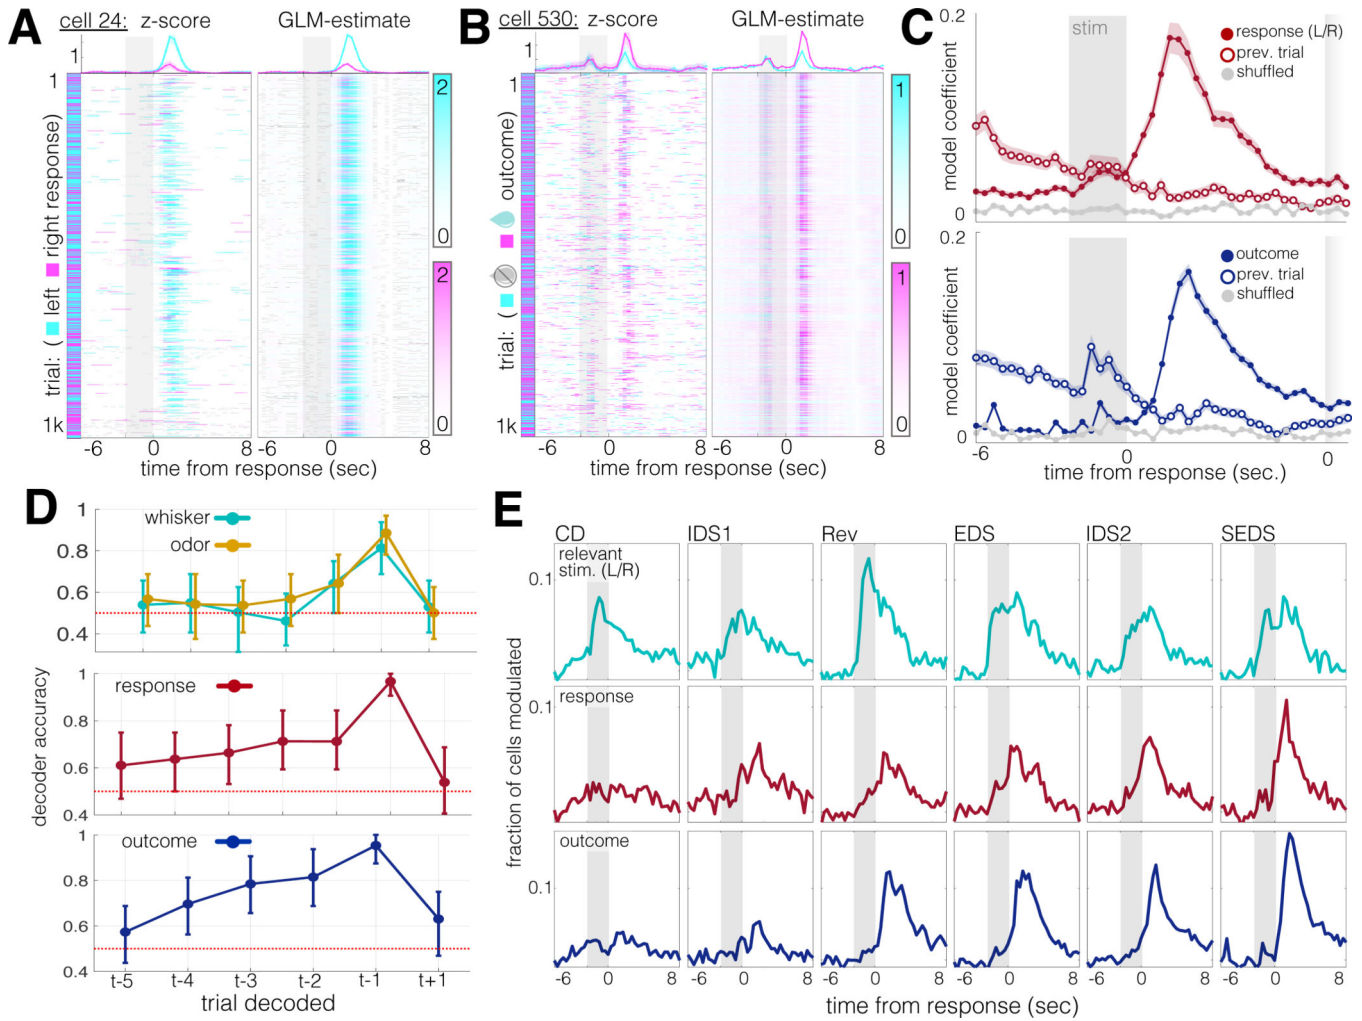 A
cell 24: z-score
GLM-estimate
1
1
trial: ( left right response)
1k
-6 0 8
-6 0 8
time from response (sec)
2
0
2
0
B
cell 530: z-score
GLM-estimate
1
1
trial: ( outcome)
1k
-6 0 8
-6 0 8
time from response (sec)
1
0
1
0
C
0.2
stim
response (L/R)
prev. trial
shuffled
model coefficient
0
0.2
outcome
prev. trial
shuffled
model coefficient
0
-6 0 0
time from response (sec.)
D
1
whisker
odor
0.8
0.6
0.4
1
response
0.8
0.6
0.4
decoder accuracy
1
outcome
0.8
0.6
0.4
t-5 t-4 t-3 t-2 t-1 t+1
trial decoded
E
CD IDS1 Rev EDS IDS2 SEDS
relevant
stim. (L/R)
0.1
response
0.1
fraction of cells modulated
outcome
0.1
-6 0 8 -6 0 8 -6 0 8 -6 0 8 -6 0 8 -6 0 8
time from response (sec)